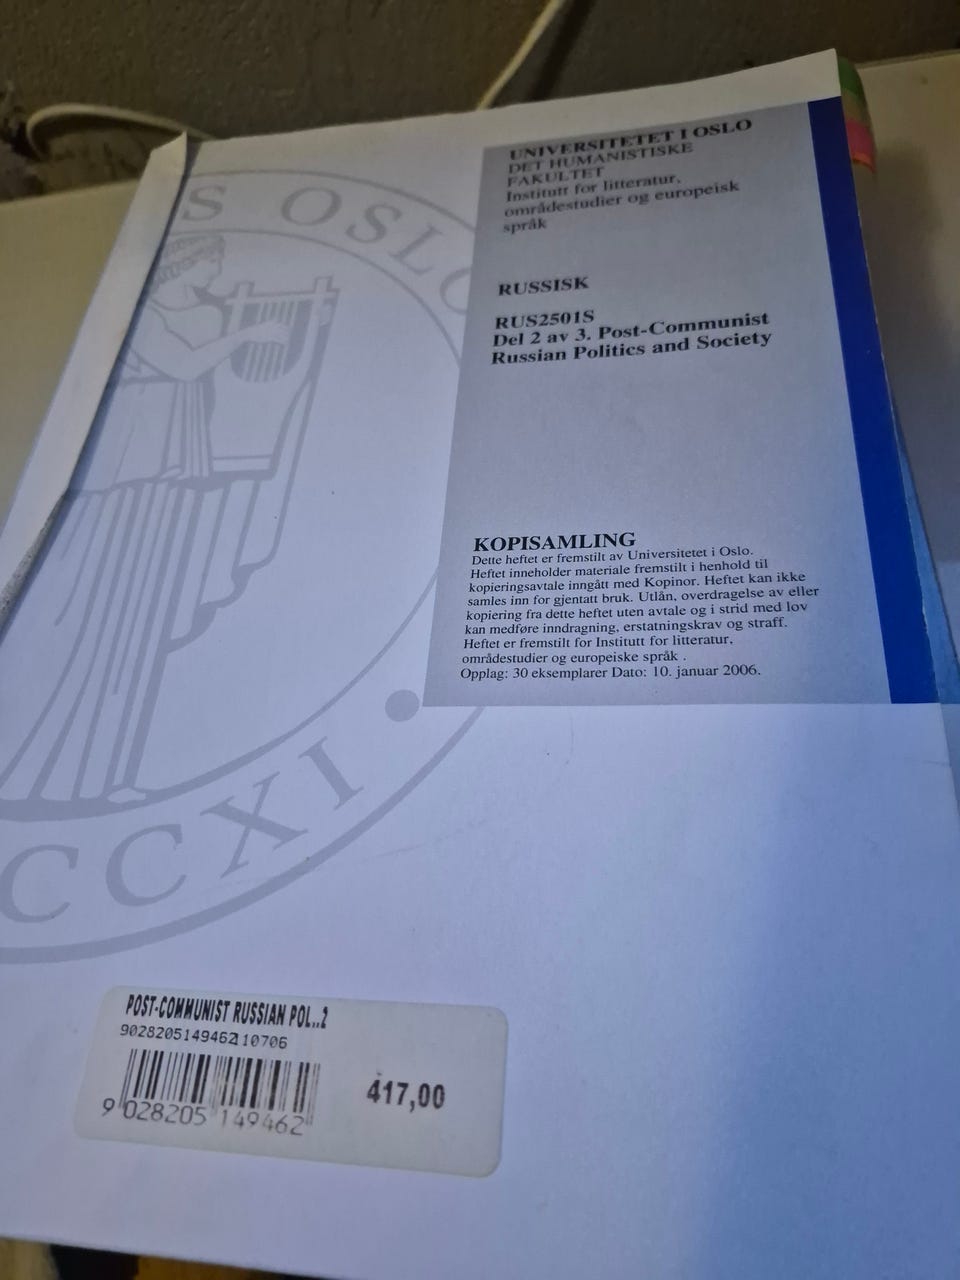 UNIVERSITETET I OSLO
DET HUMANISTISKE
FAKULTET
Institutt for litteratur,
områdestudier og europeisk
språk
RUSSISK
RUS2501S
Del 2 av 3. Post-Communist
Russian Politics and Society
KOPISAMLING
Dette heftet er fremstilt av Universitetet i Oslo.
Heftet inneholder materiale fremstilt i henhold til
kopieringsavtale inngått med Kopinor. Heftet kan ikke
samles inn for gjentatt bruk. Utlån, overdragelse av eller
kopiering fra dette heftet uten avtale og i strid med lov
kan medføre inndragning, erstatningskrav og straff.
Heftet er fremstilt for Institutt for litteratur,
områdestudier og europeiske språk .
Opplag: 30 eksemplarer Dato: 10. januar 2006.
S OSLO
CCXI
POST-COMMUNIST RUSSIAN POL..2
9028205149462 10706
417,00
9 028205 149462